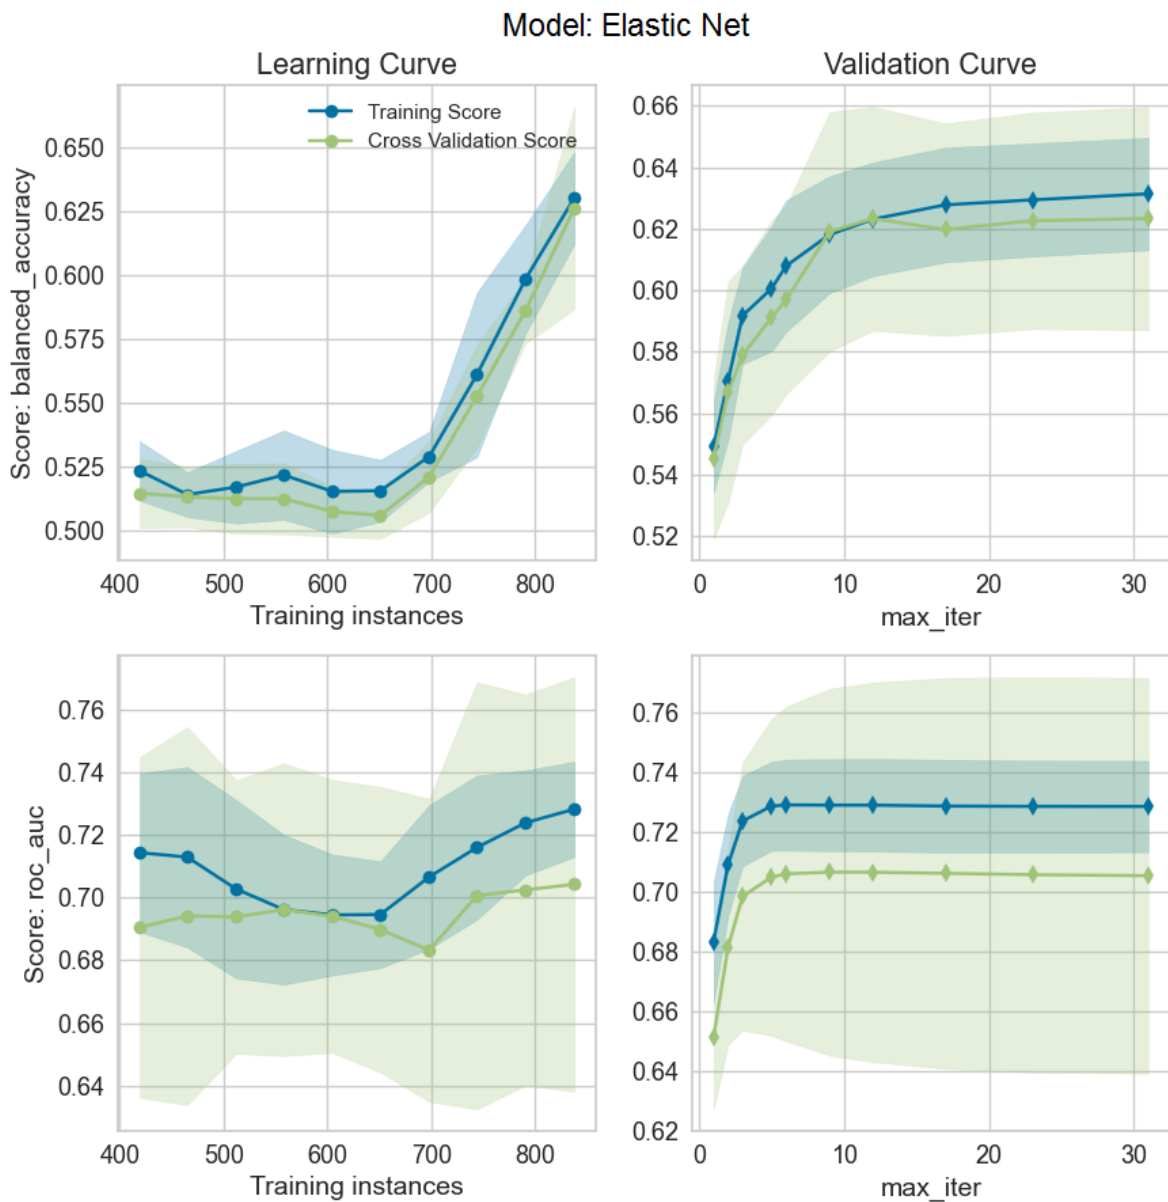 Model: Elastic Net
Learning Curve
Training Score
Cross Validation Score
0.650
0.625
0.600
0.575
0.550
0.525
0.500
Score: balanced_accuracy
400 500 600 700 800
Training instances
Validation Curve
0.66
0.64
0.62
0.60
0.58
0.56
0.54
0.52
0 10 20 30
max_iter
0.76
0.74
0.72
0.70
0.68
0.66
0.64
Score: roc_auc
400 500 600 700 800
Training instances
0.76
0.74
0.72
0.70
0.68
0.66
0.64
0.62
0 10 20 30
max_iter